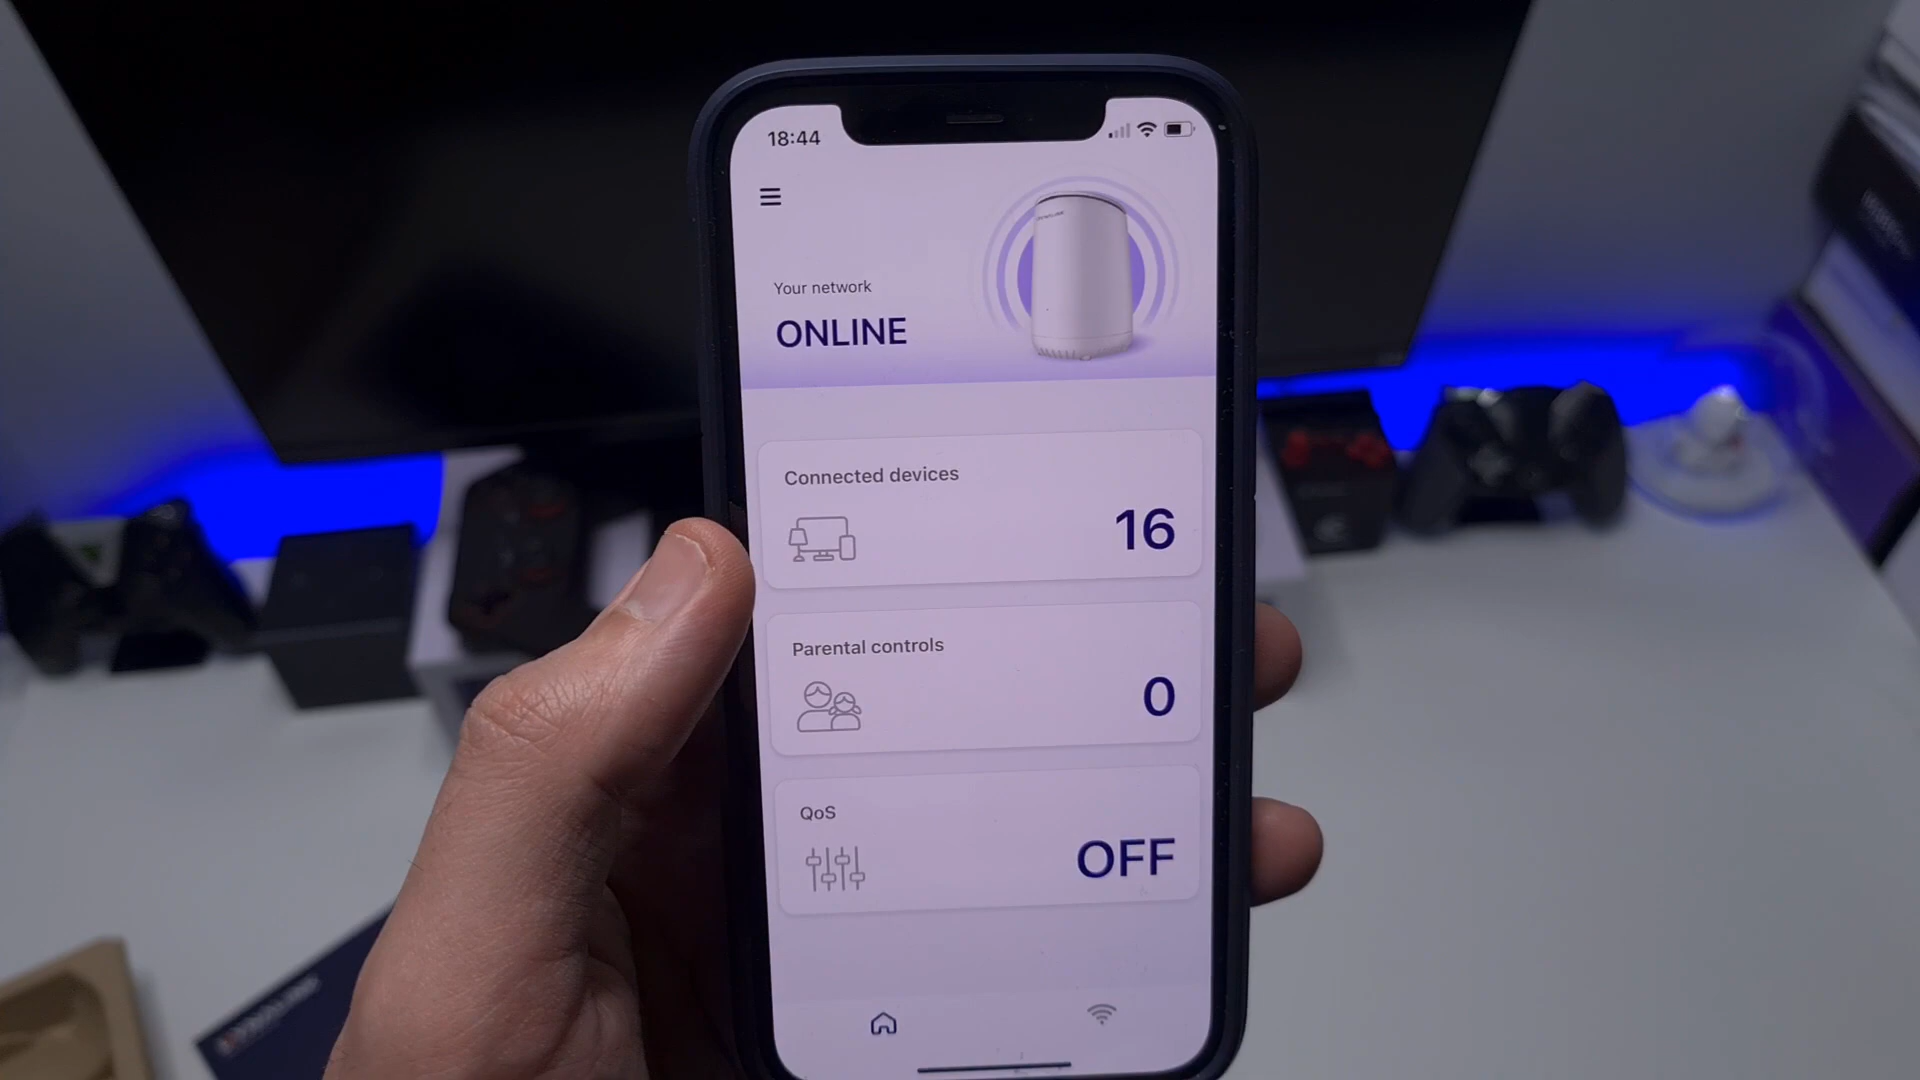 18:44
Your network
ONLINE
Connected devices
16
Parental controls
0
QoS
OFF